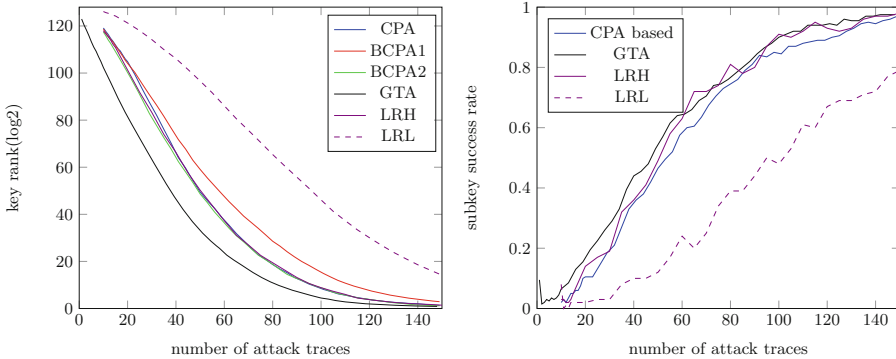 key rank(log2)
120
100
80
60
40
20
0
0
20
40
60
80
100
120
140
number of attack traces
CPA
BCPA1
BCPA2
GTA
LRH
LRL
subkey success rate
1
0.8
0.6
0.4
0.2
0
0
20
40
60
80
100
120
140
number of attack traces
CPA based
GTA
LRH
LRL